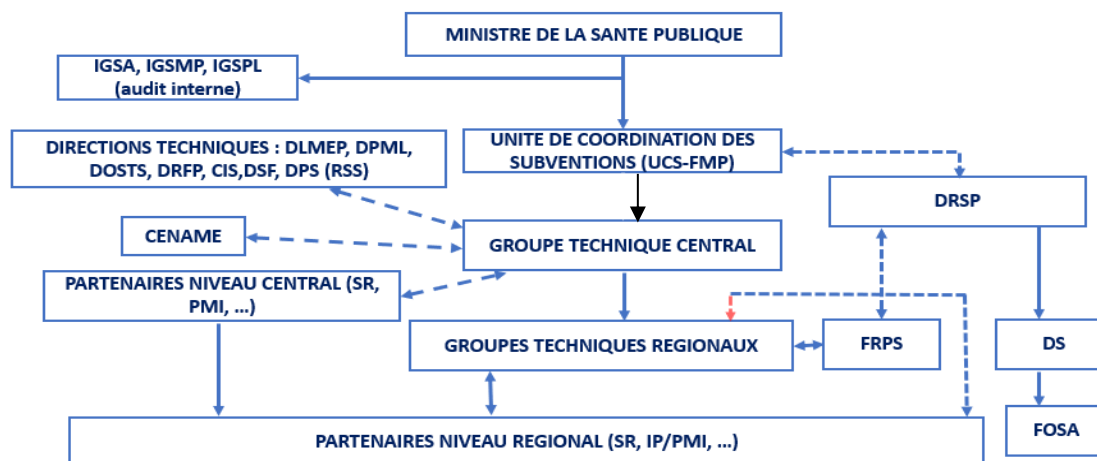 MINISTRE DE LA SANTE PUBLIQUE
IGSA, IGSMP, IGSPL
(audit interne)
DIRECTIONS TECHNIQUES : DLMEP, DPML,
DOSTS, DRFP, CIS,DSF, DPS (RSS)
UNITE DE COORDINATION DES
SUBVENTIONS (UCS-FMP)
DRSP
CENAME
GROUPE TECHNIQUE CENTRAL
PARTENAIRES NIVEAU CENTRAL (SR,
PMI, ...)
GROUPES TECHNIQUES REGIONAUX
FRPS
DS
PARTENAIRES NIVEAU REGIONAL (SR, IP/PMI, ...)
FOSA